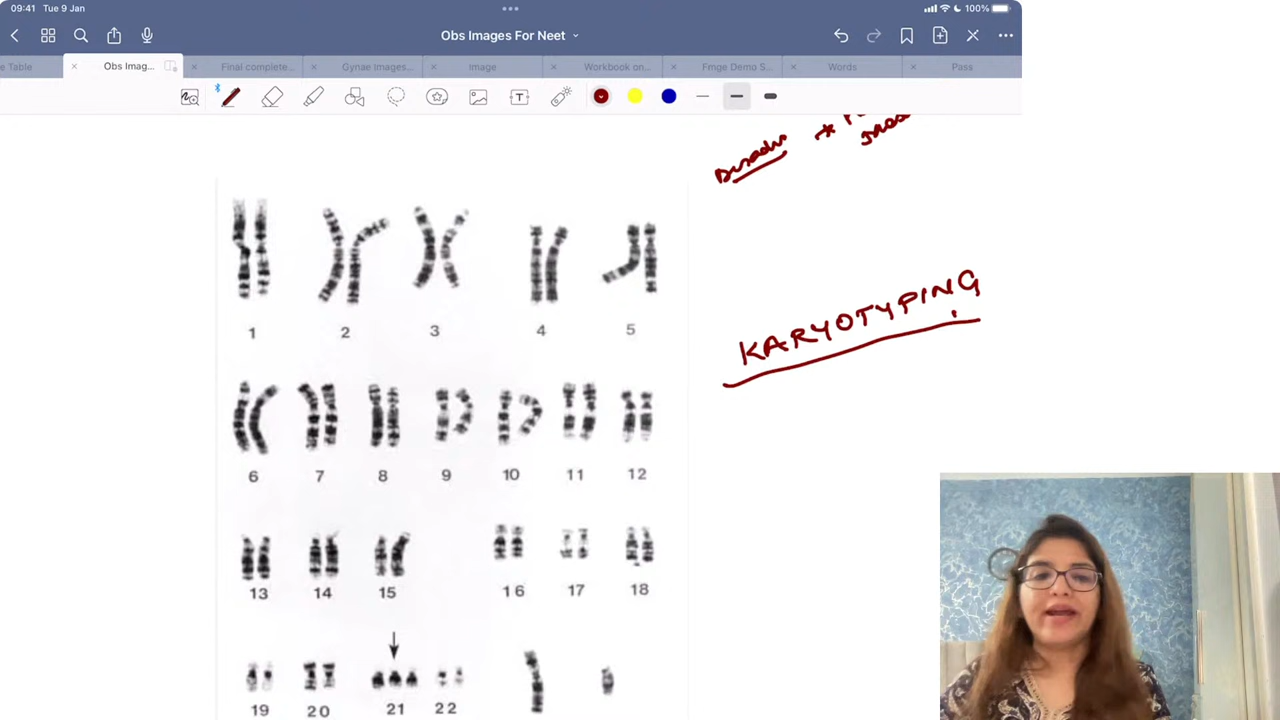 09:41 Tue 9 Jan
100%
Obs Images For Neet
e Table
Obs Imag...
Final complete...
Gynae Images...
Image
Workbook on...
Fmge Demo S...
Words
Pass
T
KARYOTYPING
1 2 3 4 5
6 7 8 9 10 11 12
13 14 15 16 17 18
19 20 21 22